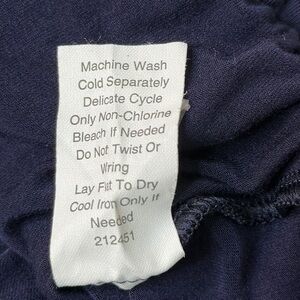 Machine Wash
Cold Separately
Delicate Cycle
Only Non-Chlorine
Bleach If Needed
Do Not Twist Or
Wring
Lay Flat To Dry
Cool Iron Only If
Needed
212451